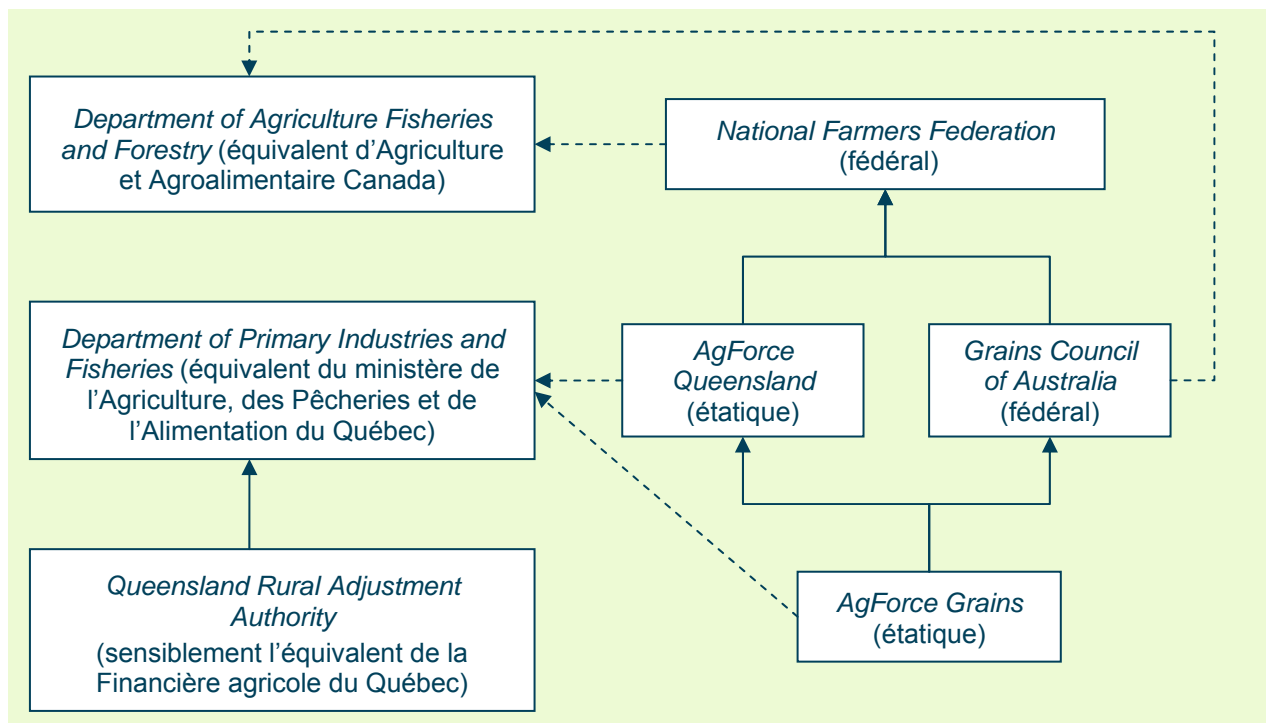 Department of Agriculture Fisheries
and Forestry (équivalent d’Agriculture
et Agroalimentaire Canada)
National Farmers Federation
(fédéral)
Department of Primary Industries and
Fisheries (équivalent du ministère de
l’Agriculture, des Pêcheries et de
l’Alimentation du Québec)
AgForce
Queensland
(étatique)
Grains Council
of Australia
(fédéral)
Queensland Rural Adjustment
Authority
(sensiblement l’équivalent de la
Financière agricole du Québec)
AgForce Grains
(étatique)